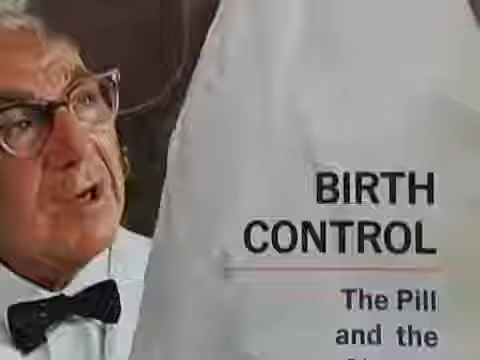 BIRTH
CONTROL
The Pill
and the